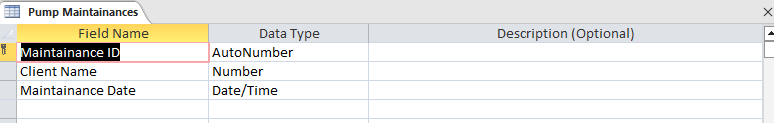 Pump Maintainances
Field Name Data Type Description (Optional)
Maintainance ID AutoNumber
Client Name Number
Maintainance Date Date/Time